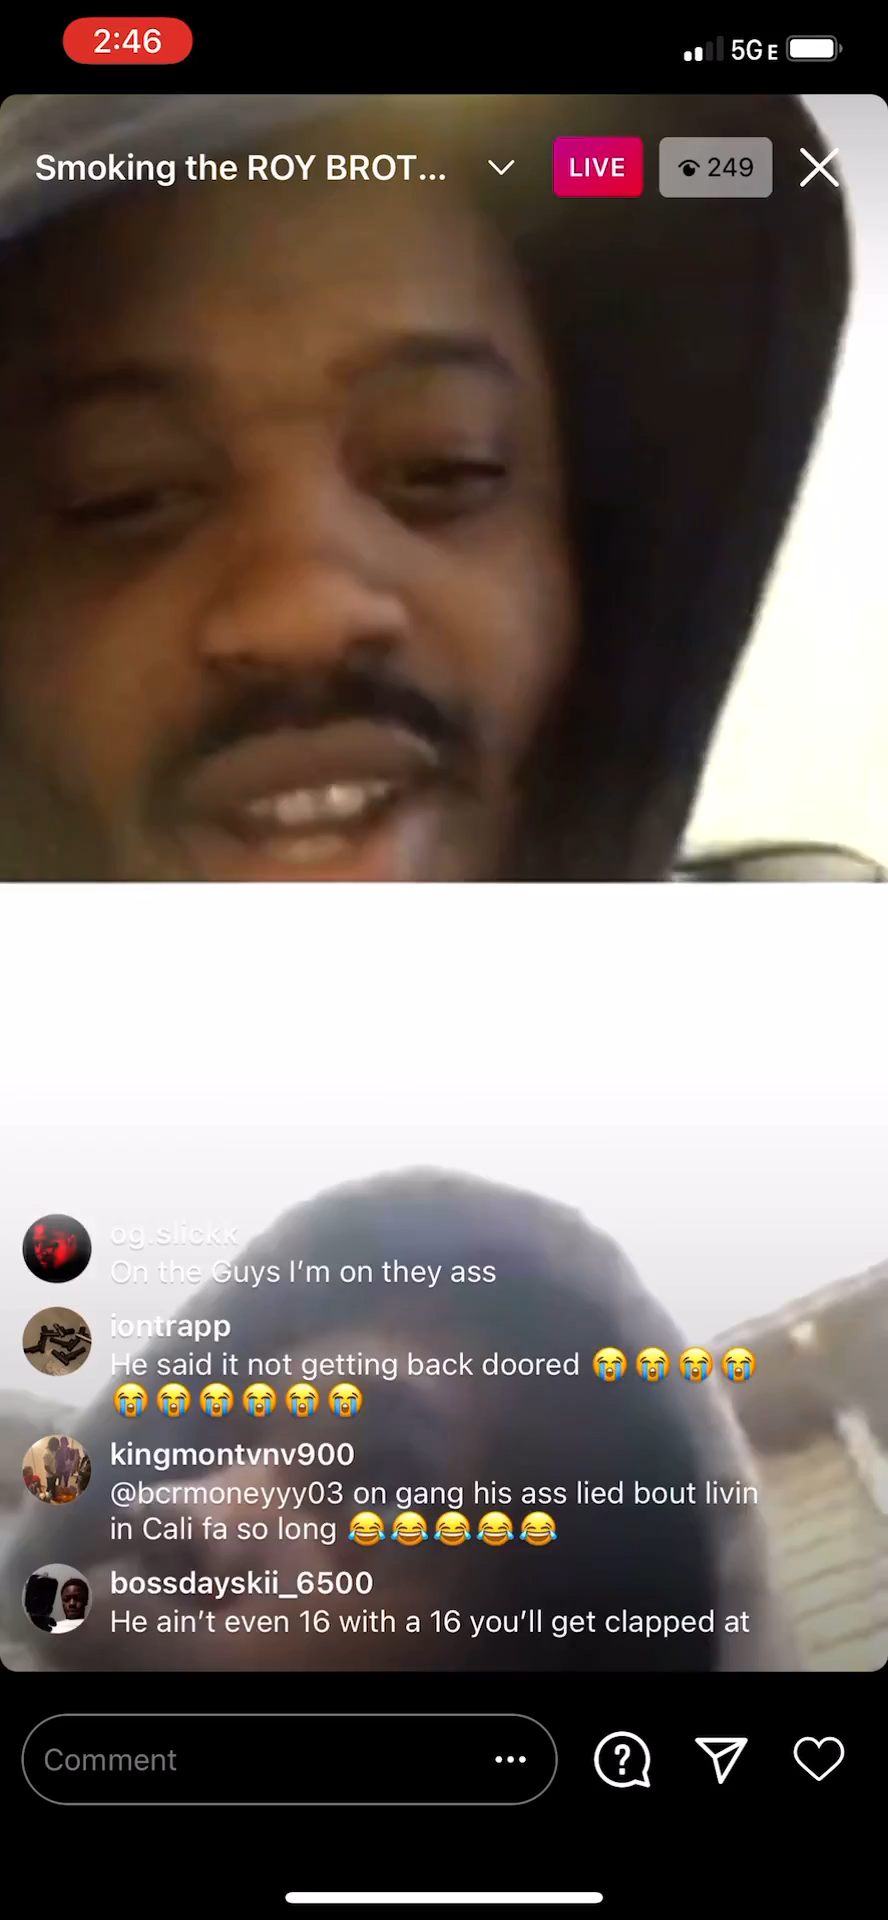 2:46
5GE
Smoking the ROY BROT...
LIVE
249
og.slickx
On the Guys I'm on they ass
iontrapp
He said it not getting back doored 😭😭😭😭
😭😭😭😭😭😭
kingmontvnv900
@bcrmoneyyy03 on gang his ass lied bout livin
in Cali fa so long 😂😂😂😂😂
bossdayskii_6500
He ain't even 16 with a 16 you'll get clapped at
Comment